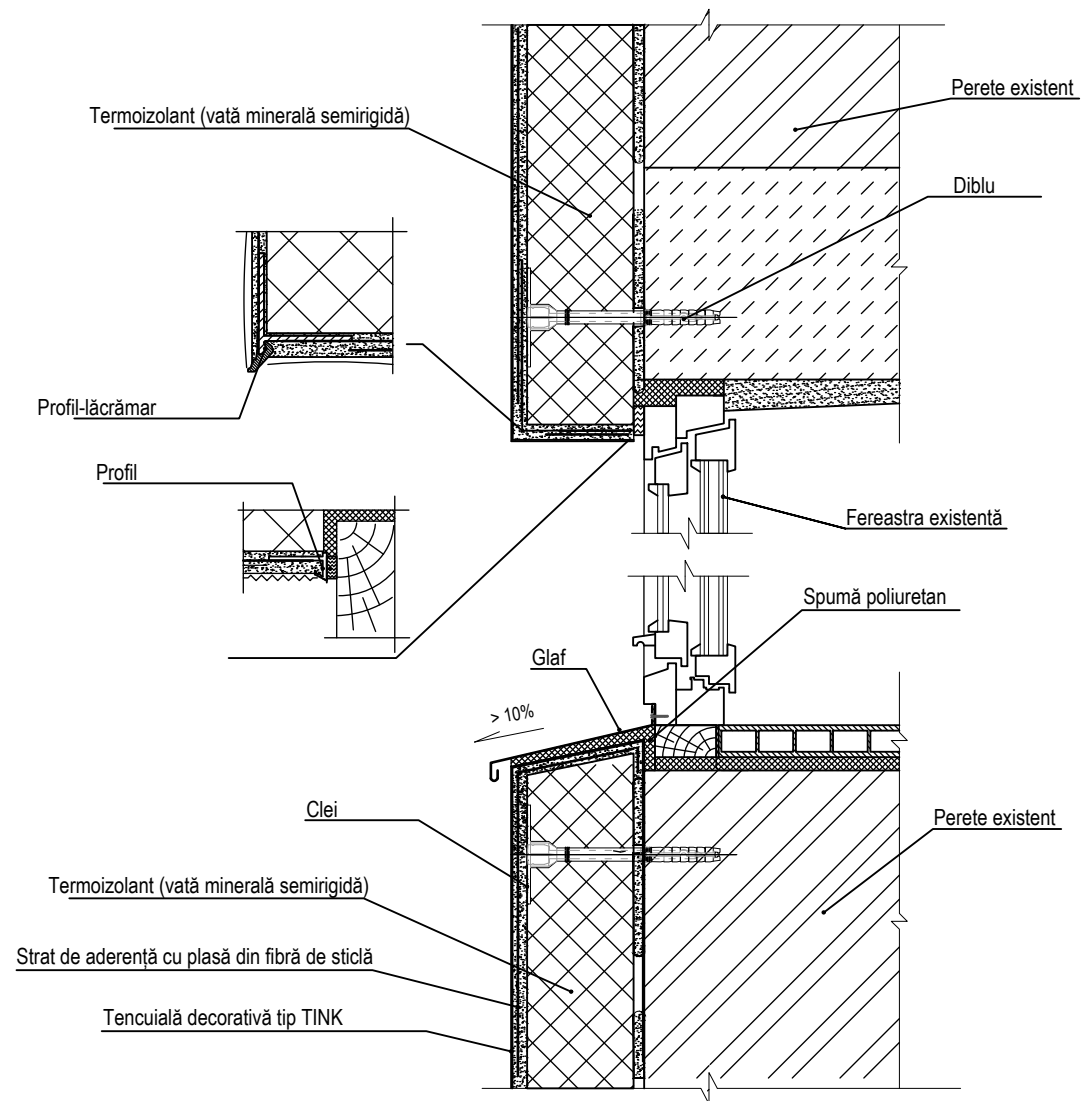 Perete existent
Termoizolant (vată minerală semirigidă)
Diblu
Profil-lăcrămar
Profil
Fereastra existentă
Spumă poliuretan
Glaf
> 10%
Clei
Perete existent
Termoizolant (vată minerală semirigidă)
Strat de aderență cu plasă din fibră de sticlă
Tencuială decorativă tip TINK